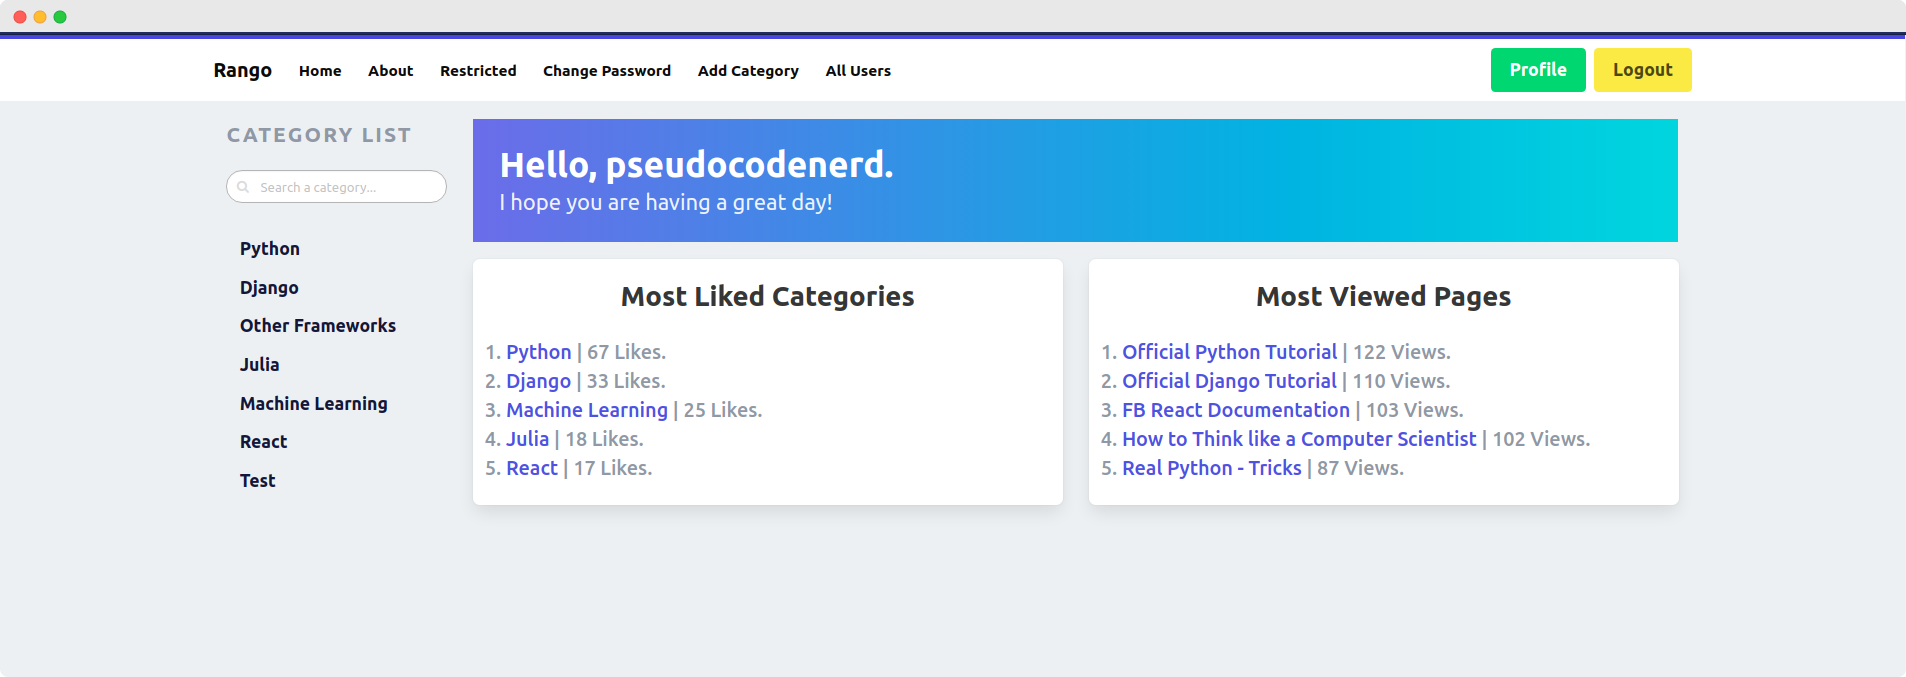 Rango Home About Restricted Change Password Add Category All Users Profile Logout
CATEGORY LIST
Search a category...
Python
Django
Other Frameworks
Julia
Machine Learning
React
Test
Hello, pseudocodenerd.
I hope you are having a great day!
Most Liked Categories
1. Python | 67 Likes.
2. Django | 33 Likes.
3. Machine Learning | 25 Likes.
4. Julia | 18 Likes.
5. React | 17 Likes.
Most Viewed Pages
1. Official Python Tutorial | 122 Views.
2. Official Django Tutorial | 110 Views.
3. FB React Documentation | 103 Views.
4. How to Think like a Computer Scientist | 102 Views.
5. Real Python - Tricks | 87 Views.